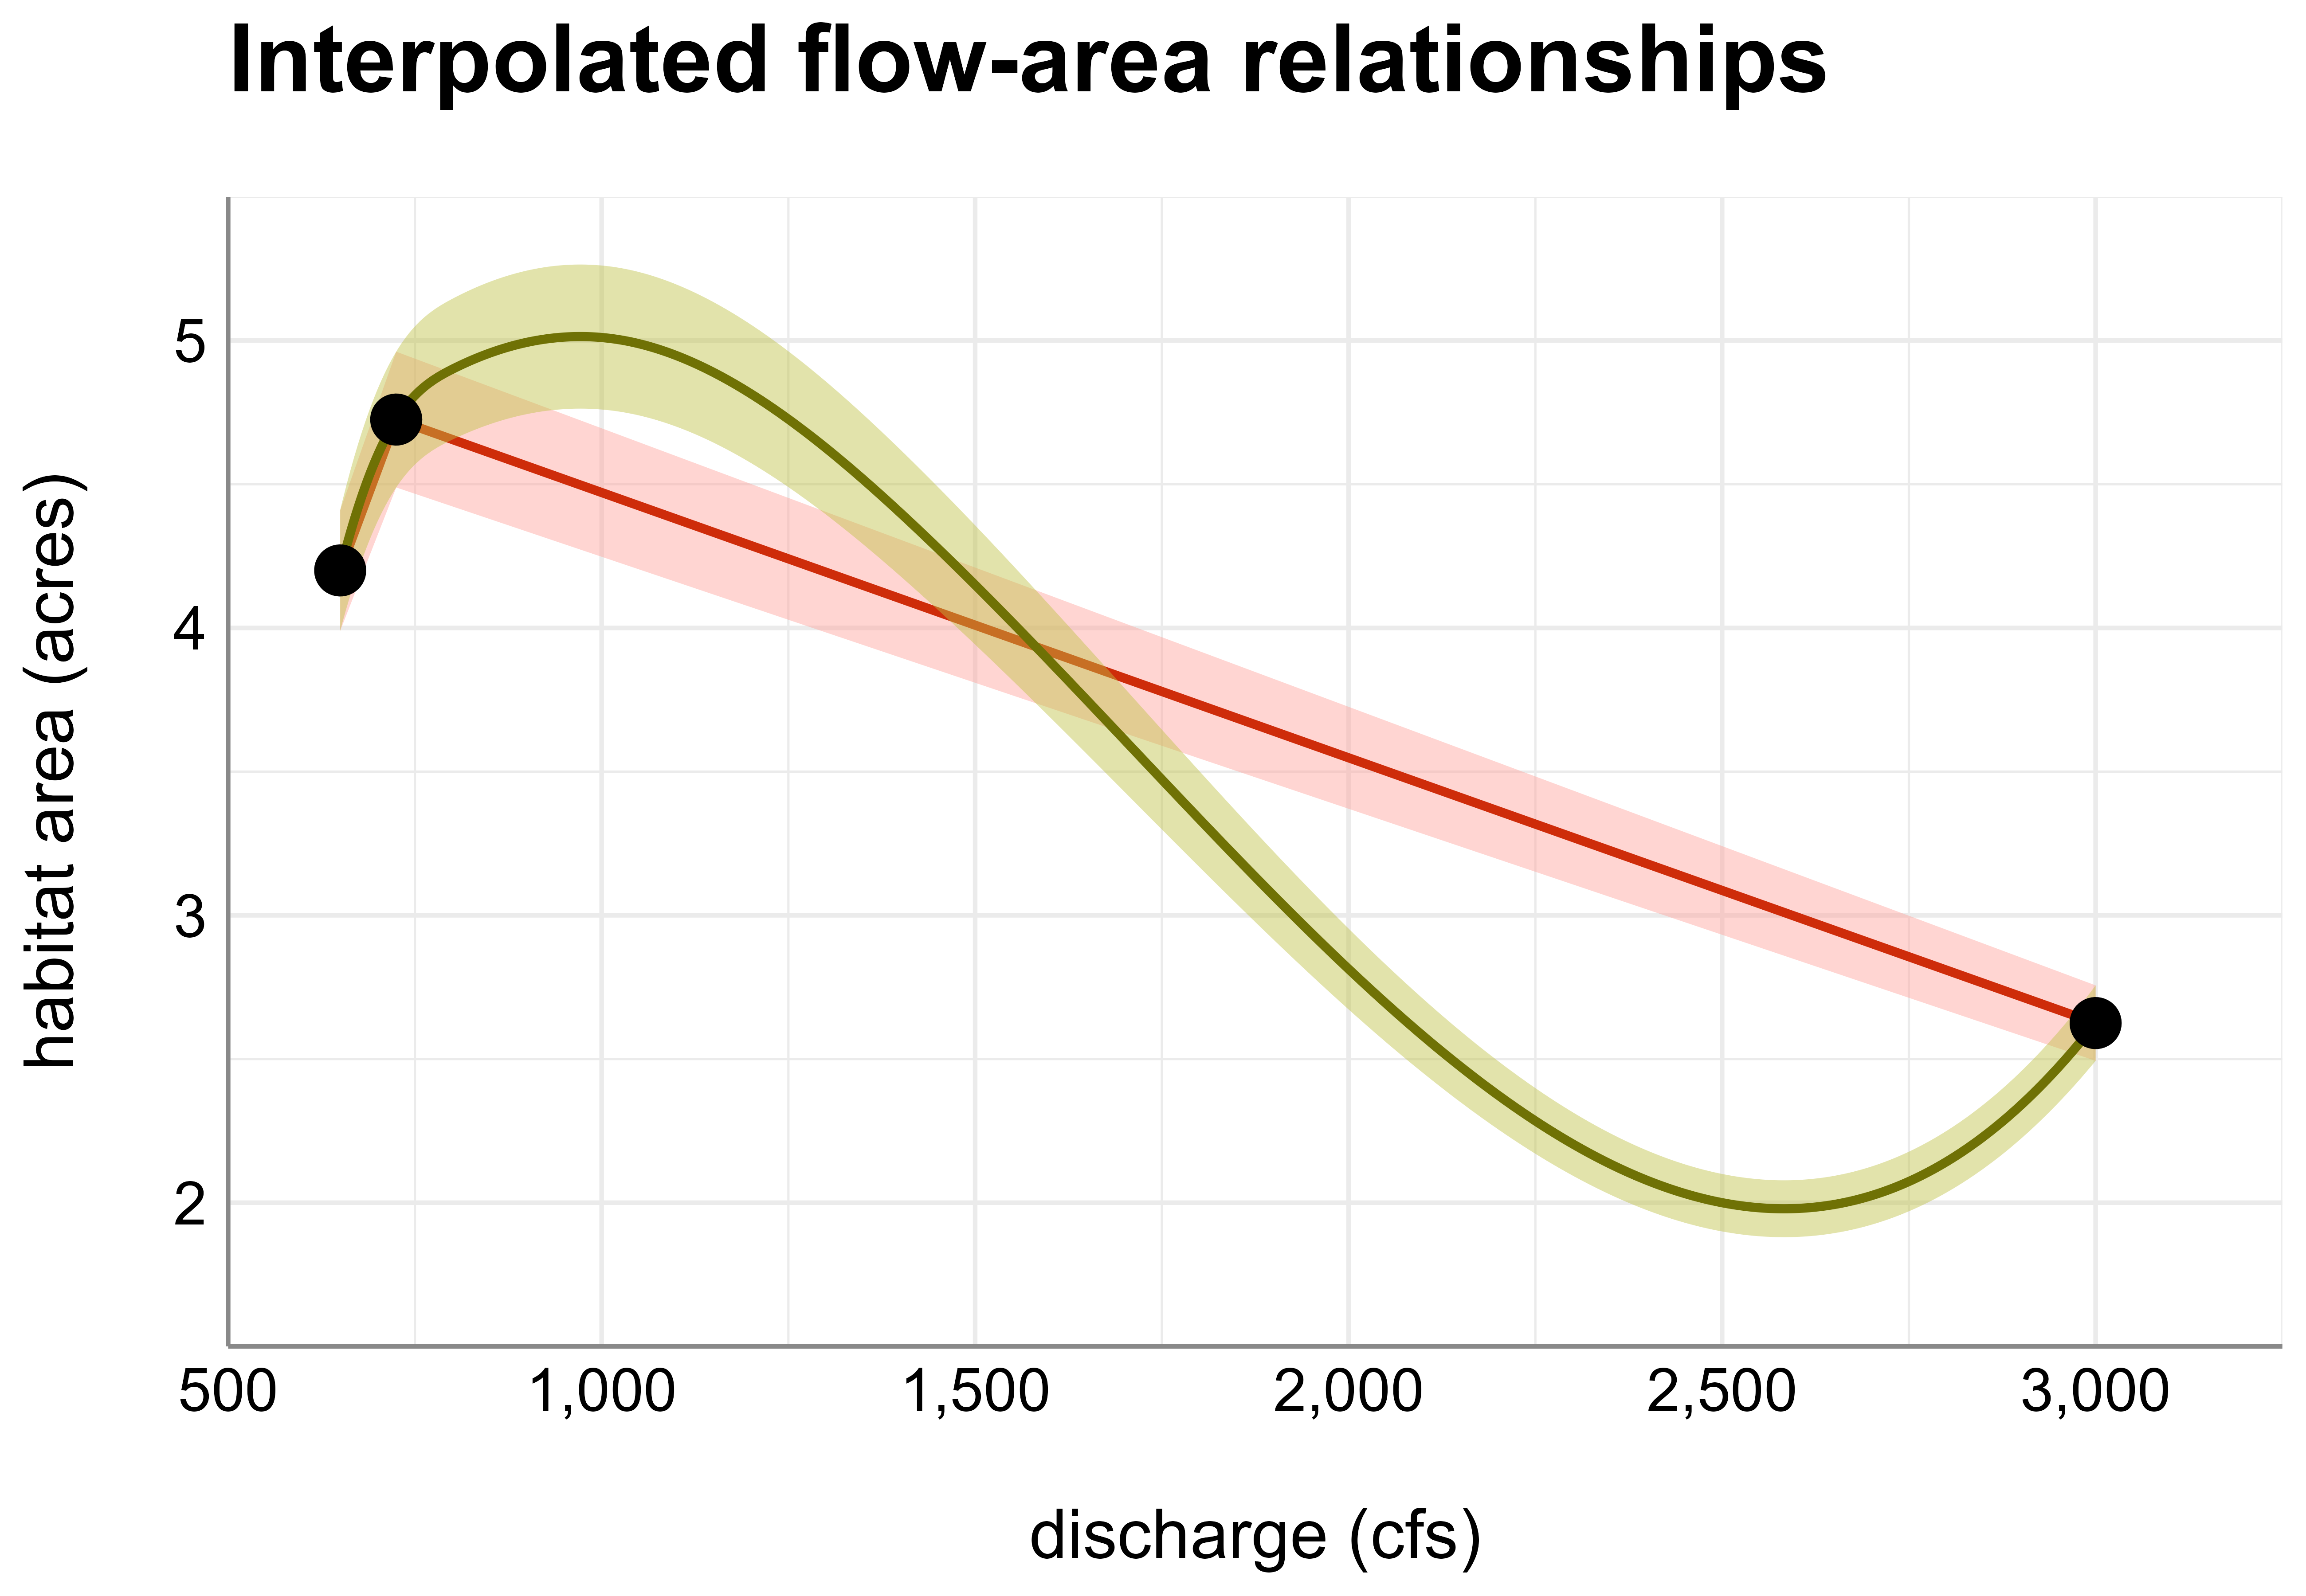 Interpolated flow-area relationships
habitat area (acres)
5
4
3
2
500 1,000 1,500 2,000 2,500 3,000
discharge (cfs)